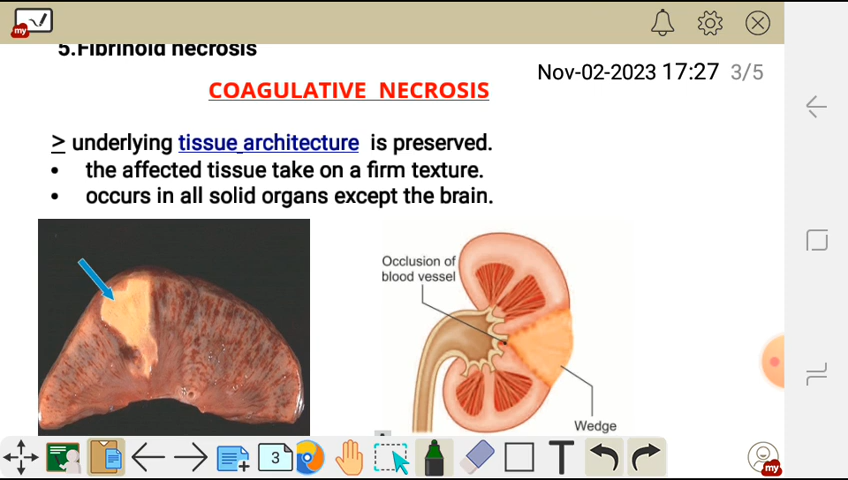 my
5.Fibrinoid necrosis
Nov-02-2023 17:27 3/5
COAGULATIVE NECROSIS
> underlying tissue architecture is preserved.
• the affected tissue take on a firm texture.
• occurs in all solid organs except the brain.
Occlusion of
blood vessel
Wedge
3
T
my